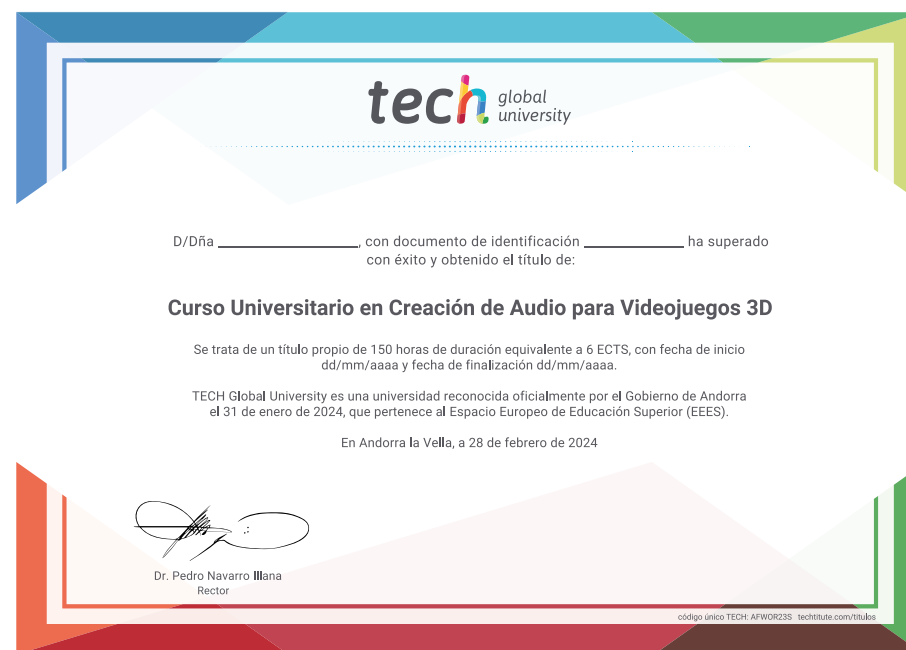 tech global
university
D/Dña ______________, con documento de identificación __________ ha superado
con éxito y obtenido el título de:
Curso Universitario en Creación de Audio para Videojuegos 3D
Se trata de un título propio de 150 horas de duración equivalente a 6 ECTS, con fecha de inicio
dd/mm/aaaa y fecha de finalización dd/mm/aaaa.
TECH Global University es una universidad reconocida oficialmente por el Gobierno de Andorra
el 31 de enero de 2024, que pertenece al Espacio Europeo de Educación Superior (EEES).
En Andorra la Vella, a 28 de febrero de 2024
Dr. Pedro Navarro Illana
Rector
código único TECH: AFWOR23S techtitute.com/titulos